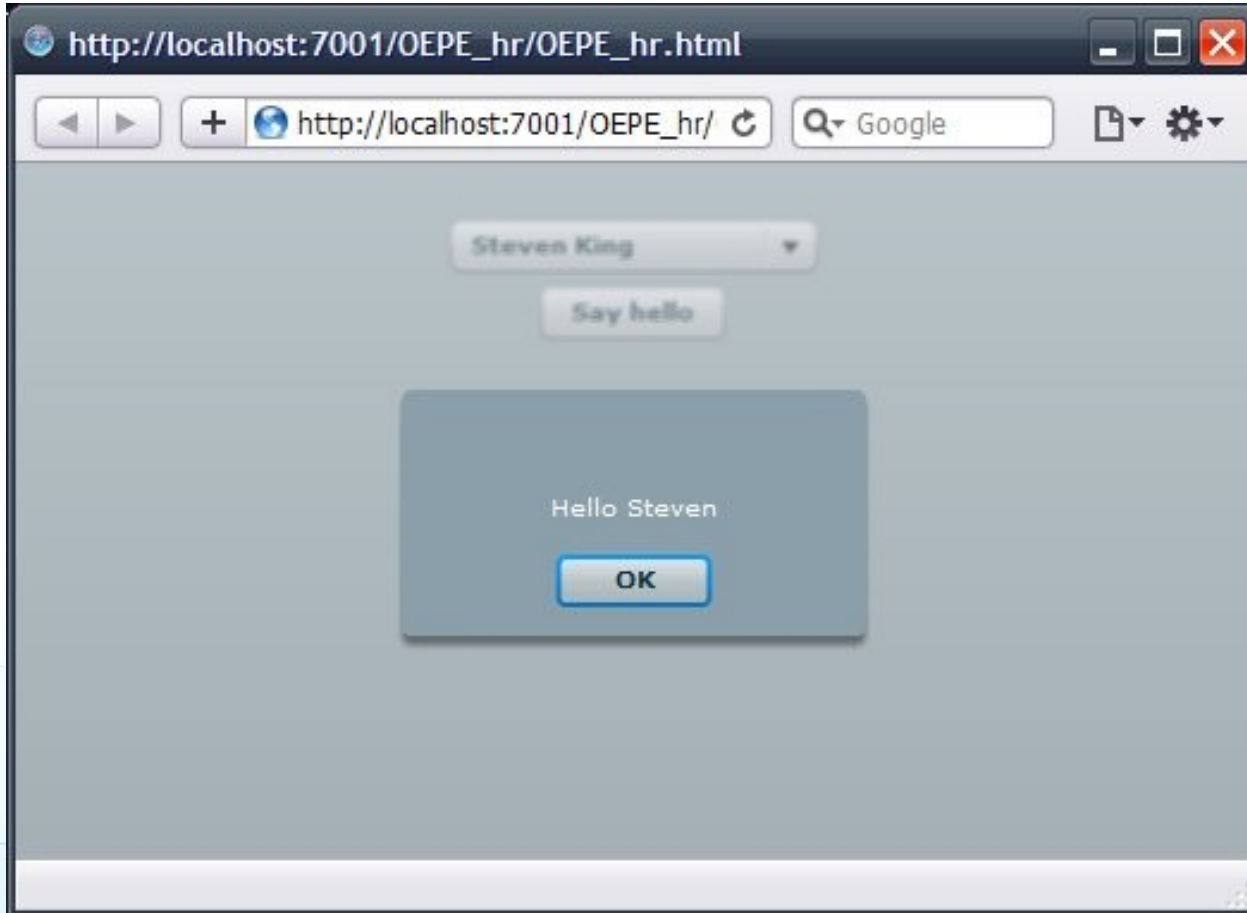 http://localhost:7001/OEPE_hr/OEPE_hr.html
http://localhost:7001/OEPE_hr/
Google
Steven King
Say hello
Hello Steven
OK